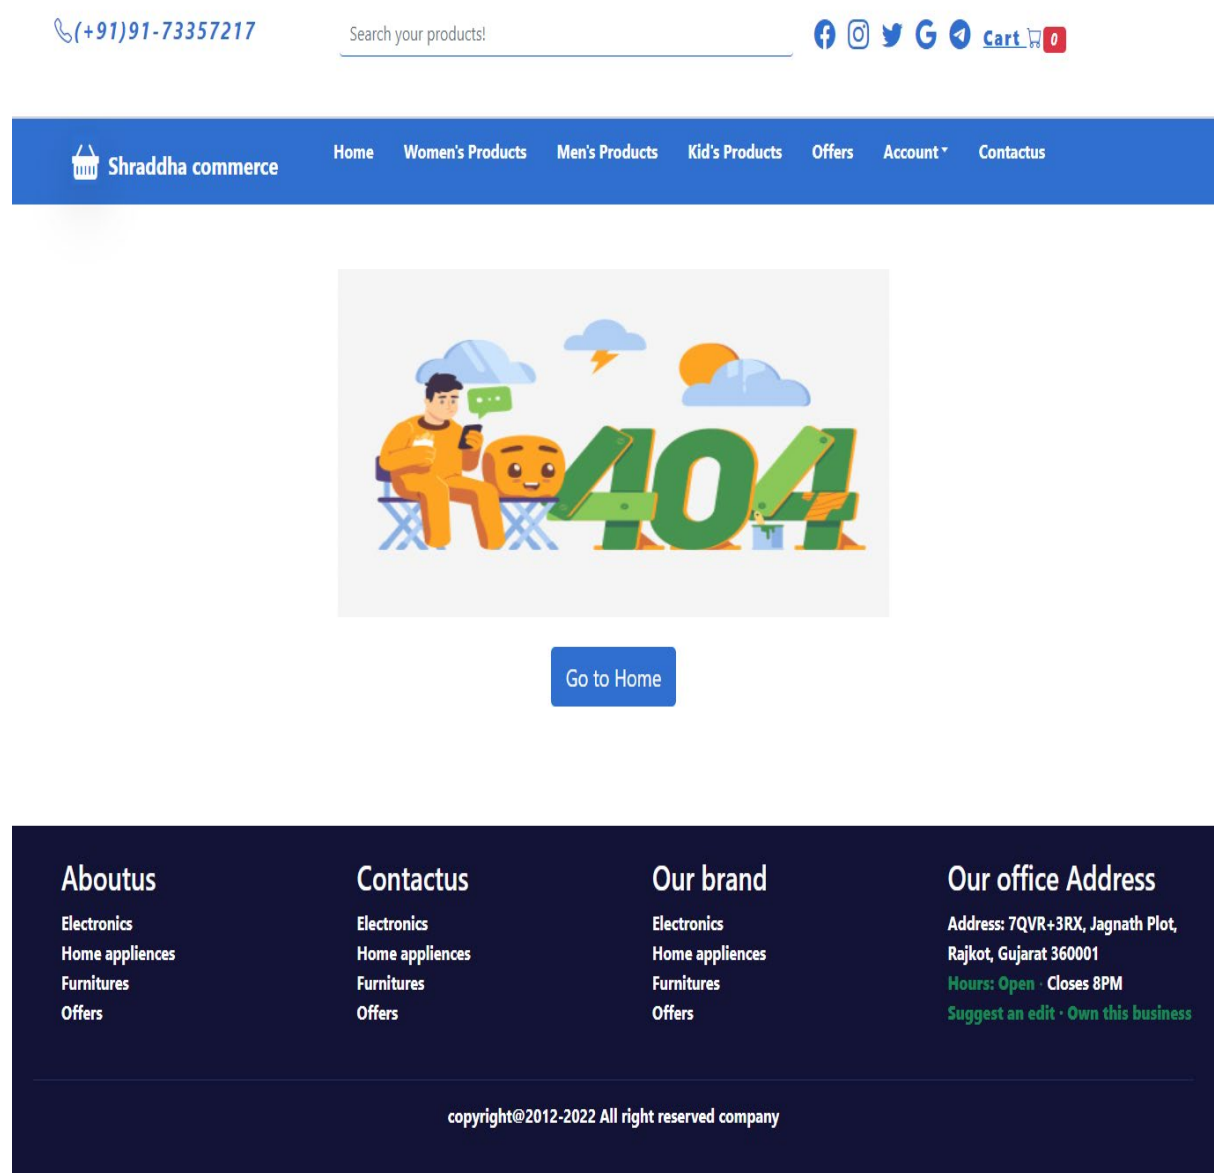 (+91)91-73357217
Search your products!
Cart 0
Shraddha commerce
Home Women's Products Men's Products Kid's Products Offers Account Contactus
404
Go to Home
Aboutus
Electronics
Home appliences
Furnitures
Offers
Contactus
Electronics
Home appliences
Furnitures
Offers
Our brand
Electronics
Home appliences
Furnitures
Offers
Our office Address
Address: 7QVR+3RX, Jagnath Plot,
Rajkot, Gujarat 360001
Hours: Open · Closes 8PM
Suggest an edit · Own this business
copyright@2012-2022 All right reserved company